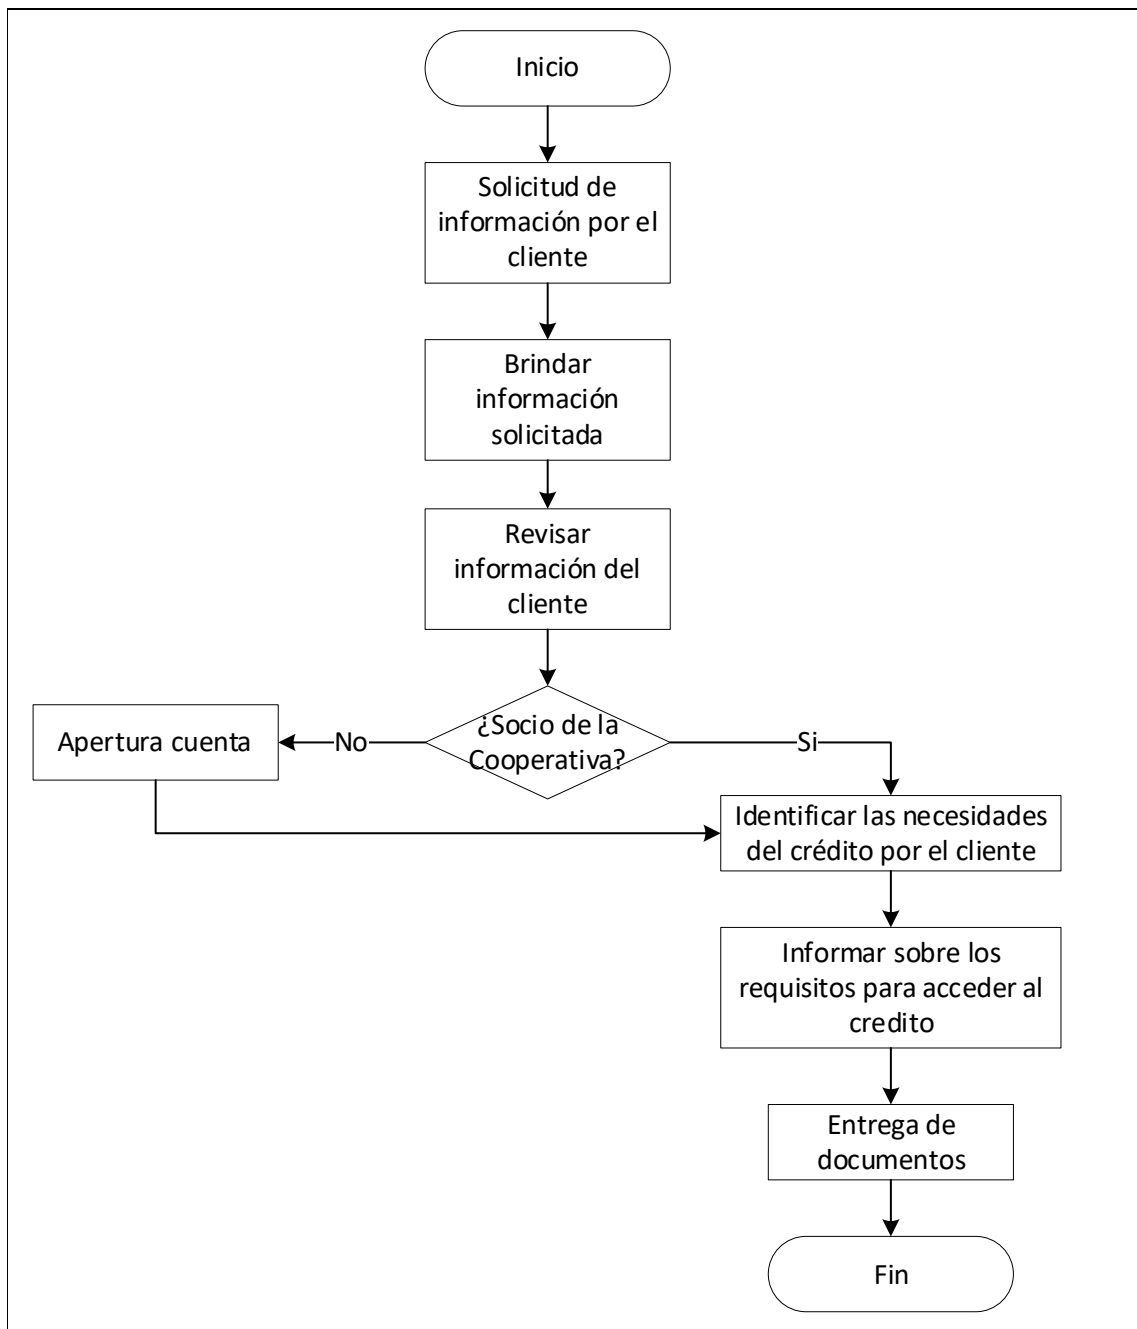 Inicio
Solicitud de
información por el
cliente
Brindar
información
solicitada
Revisar
información del
cliente
¿Socio de la
Cooperativa?
No
Si
Apertura cuenta
Identificar las necesidades
del crédito por el cliente
Informar sobre los
requisitos para acceder al
credito
Entrega de
documentos
Fin